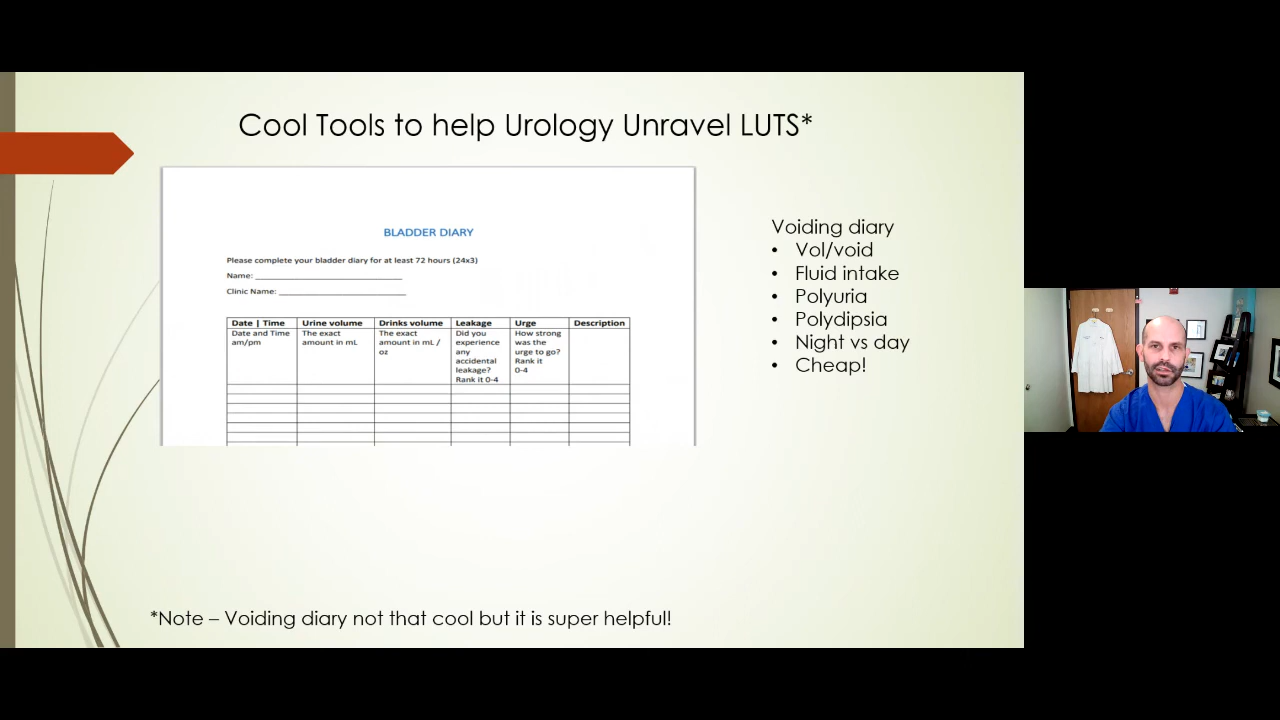 Cool Tools to help Urology Unravel LUTS*
BLADDER DIARY
Please complete your bladder diary for at least 72 hours (24x3)
Name: ____________________
Clinic Name: __________________
Date | Time
Urine volume
Drinks volume
Leakage
Urge
Description
Date and Time
am/pm
The exact
amount in mL
The exact
amount in mL /
oz
Did you
experience
any
accidental
leakage?
Rank it 0-4
How strong
was the
urge to go?
Rank it
0-4
Voiding diary
• Vol/void
• Fluid intake
• Polyuria
• Polydipsia
• Night vs day
• Cheap!
*Note – Voiding diary not that cool but it is super helpful!